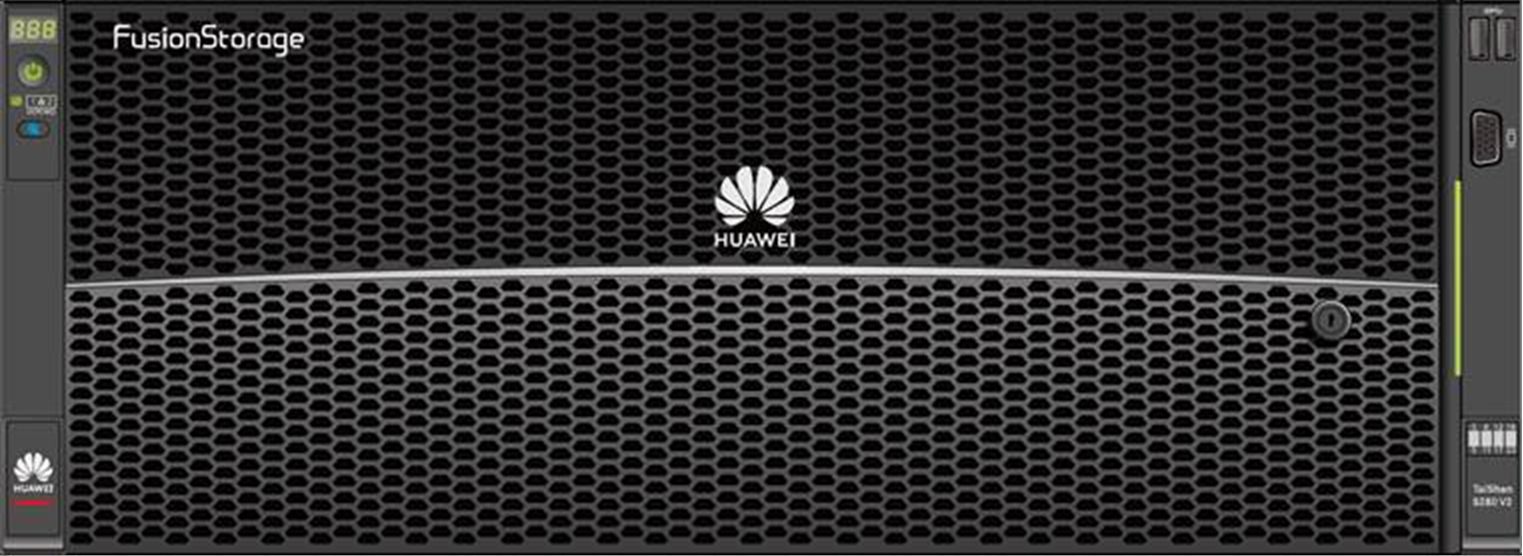 888
FusionStorage
HUAWEI
HUAWEI
TaiShan
5280 V2